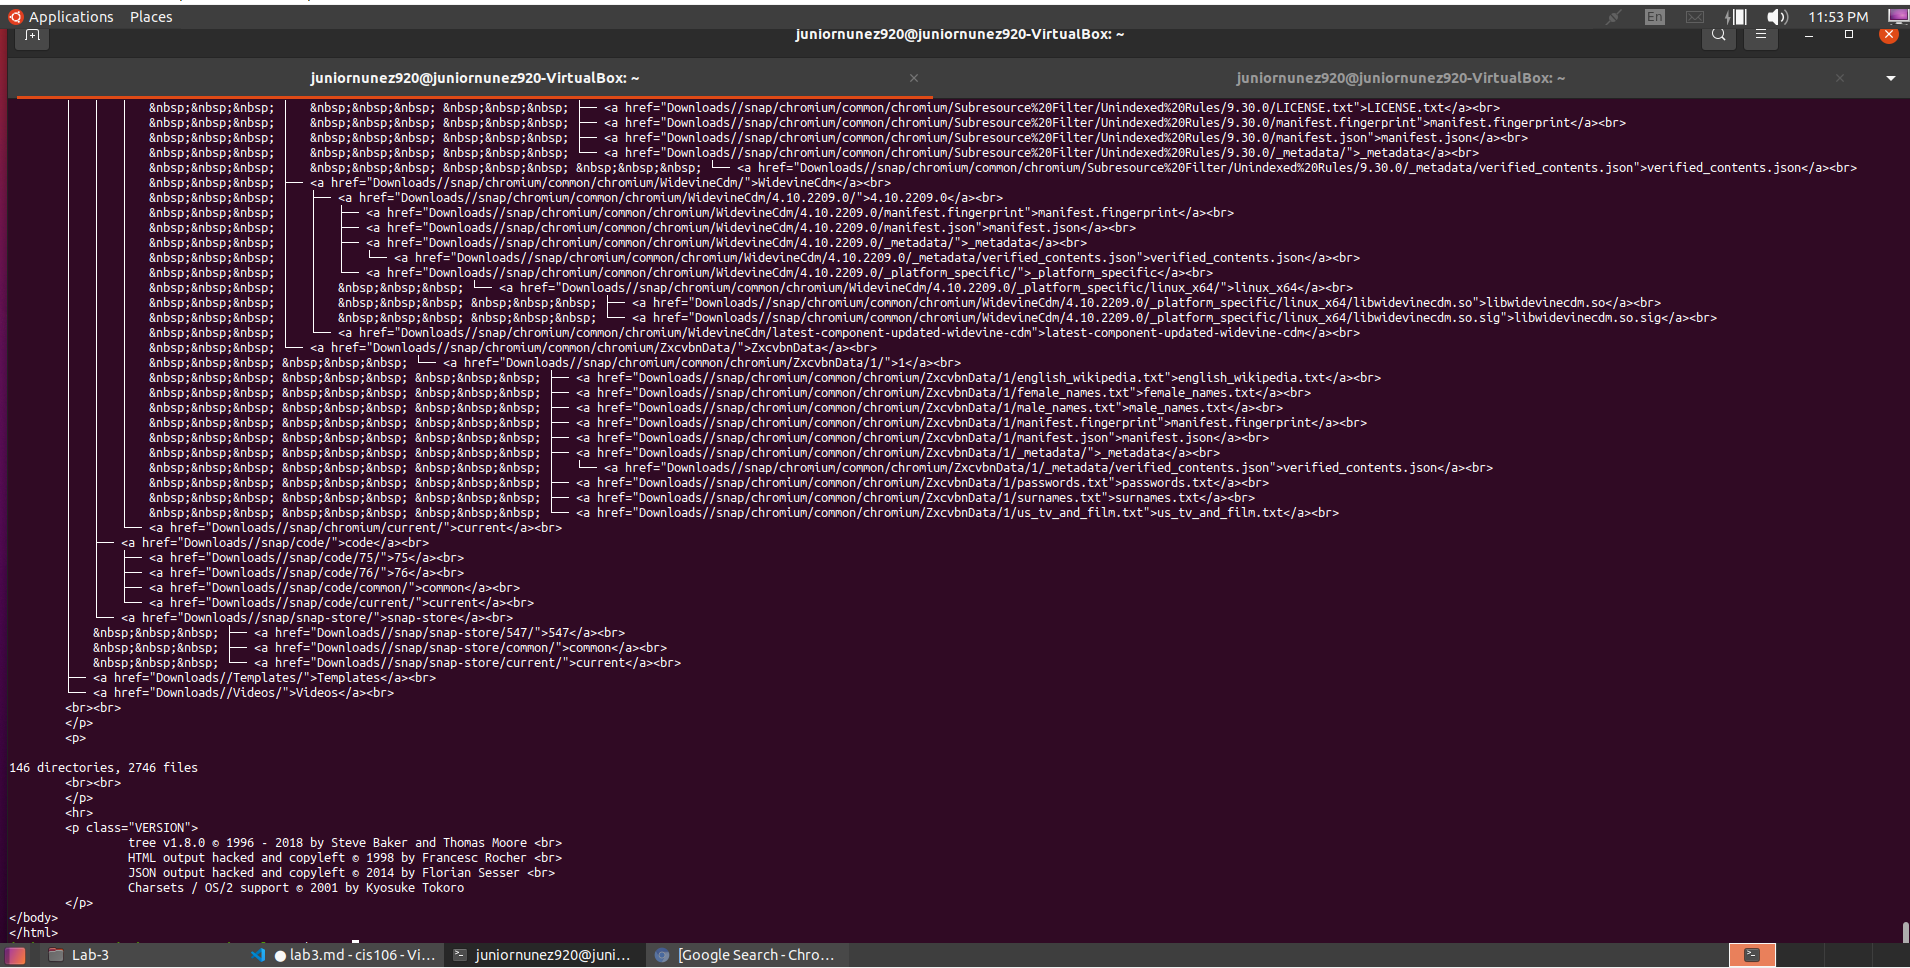 Applications Places En 11:53 PM
juniornunez920@juniornunez920-VirtualBox: ~
juniornunez920@juniornunez920-VirtualBox: ~ × juniornunez920@juniornunez920-VirtualBox: ~ ×
│ │ │ &nbsp;&nbsp;&nbsp; │ &nbsp;&nbsp;&nbsp; &nbsp;&nbsp;&nbsp; ├── <a href="Downloads//snap/chromium/common/chromium/Subresource%20Filter/Unindexed%20Rules/9.30.0/LICENSE.txt">LICENSE.txt</a><br>
│ │ │ &nbsp;&nbsp;&nbsp; │ &nbsp;&nbsp;&nbsp; &nbsp;&nbsp;&nbsp; ├── <a href="Downloads//snap/chromium/common/chromium/Subresource%20Filter/Unindexed%20Rules/9.30.0/manifest.fingerprint">manifest.fingerprint</a><br>
│ │ │ &nbsp;&nbsp;&nbsp; │ &nbsp;&nbsp;&nbsp; &nbsp;&nbsp;&nbsp; ├── <a href="Downloads//snap/chromium/common/chromium/Subresource%20Filter/Unindexed%20Rules/9.30.0/manifest.json">manifest.json</a><br>
│ │ │ &nbsp;&nbsp;&nbsp; │ &nbsp;&nbsp;&nbsp; &nbsp;&nbsp;&nbsp; └── <a href="Downloads//snap/chromium/common/chromium/Subresource%20Filter/Unindexed%20Rules/9.30.0/_metadata/">_metadata</a><br>
│ │ │ &nbsp;&nbsp;&nbsp; │ &nbsp;&nbsp;&nbsp; &nbsp;&nbsp;&nbsp; &nbsp;&nbsp;&nbsp; └── <a href="Downloads//snap/chromium/common/chromium/Subresource%20Filter/Unindexed%20Rules/9.30.0/_metadata/verified_contents.json">verified_contents.json</a><br>
│ │ │ &nbsp;&nbsp;&nbsp; ├── <a href="Downloads//snap/chromium/common/chromium/WidevineCdm/">WidevineCdm</a><br>
│ │ │ &nbsp;&nbsp;&nbsp; │ ├── <a href="Downloads//snap/chromium/common/chromium/WidevineCdm/4.10.2209.0/">4.10.2209.0</a><br>
│ │ │ &nbsp;&nbsp;&nbsp; │ │ ├── <a href="Downloads//snap/chromium/common/chromium/WidevineCdm/4.10.2209.0/manifest.fingerprint">manifest.fingerprint</a><br>
│ │ │ &nbsp;&nbsp;&nbsp; │ │ ├── <a href="Downloads//snap/chromium/common/chromium/WidevineCdm/4.10.2209.0/manifest.json">manifest.json</a><br>
│ │ │ &nbsp;&nbsp;&nbsp; │ │ ├── <a href="Downloads//snap/chromium/common/chromium/WidevineCdm/4.10.2209.0/_metadata/">_metadata</a><br>
│ │ │ &nbsp;&nbsp;&nbsp; │ │ │ └── <a href="Downloads//snap/chromium/common/chromium/WidevineCdm/4.10.2209.0/_metadata/verified_contents.json">verified_contents.json</a><br>
│ │ │ &nbsp;&nbsp;&nbsp; │ │ └── <a href="Downloads//snap/chromium/common/chromium/WidevineCdm/4.10.2209.0/_platform_specific/">_platform_specific</a><br>
│ │ │ &nbsp;&nbsp;&nbsp; │ │ &nbsp;&nbsp;&nbsp; └── <a href="Downloads//snap/chromium/common/chromium/WidevineCdm/4.10.2209.0/_platform_specific/linux_x64/">linux_x64</a><br>
│ │ │ &nbsp;&nbsp;&nbsp; │ │ &nbsp;&nbsp;&nbsp; &nbsp;&nbsp;&nbsp; ├── <a href="Downloads//snap/chromium/common/chromium/WidevineCdm/4.10.2209.0/_platform_specific/linux_x64/libwidevinecdm.so">libwidevinecdm.so</a><br>
│ │ │ &nbsp;&nbsp;&nbsp; │ │ &nbsp;&nbsp;&nbsp; &nbsp;&nbsp;&nbsp; └── <a href="Downloads//snap/chromium/common/chromium/WidevineCdm/4.10.2209.0/_platform_specific/linux_x64/libwidevinecdm.so.sig">libwidevinecdm.so.sig</a><br>
│ │ │ &nbsp;&nbsp;&nbsp; │ └── <a href="Downloads//snap/chromium/common/chromium/WidevineCdm/latest-component-updated-widevine-cdm">latest-component-updated-widevine-cdm</a><br>
│ │ │ &nbsp;&nbsp;&nbsp; └── <a href="Downloads//snap/chromium/common/chromium/ZxcvbnData/">ZxcvbnData</a><br>
│ │ │ &nbsp;&nbsp;&nbsp; &nbsp;&nbsp;&nbsp; └── <a href="Downloads//snap/chromium/common/chromium/ZxcvbnData/1/">1</a><br>
│ │ │ &nbsp;&nbsp;&nbsp; &nbsp;&nbsp;&nbsp; &nbsp;&nbsp;&nbsp; ├── <a href="Downloads//snap/chromium/common/chromium/ZxcvbnData/1/english_wikipedia.txt">english_wikipedia.txt</a><br>
│ │ │ &nbsp;&nbsp;&nbsp; &nbsp;&nbsp;&nbsp; &nbsp;&nbsp;&nbsp; ├── <a href="Downloads//snap/chromium/common/chromium/ZxcvbnData/1/female_names.txt">female_names.txt</a><br>
│ │ │ &nbsp;&nbsp;&nbsp; &nbsp;&nbsp;&nbsp; &nbsp;&nbsp;&nbsp; ├── <a href="Downloads//snap/chromium/common/chromium/ZxcvbnData/1/male_names.txt">male_names.txt</a><br>
│ │ │ &nbsp;&nbsp;&nbsp; &nbsp;&nbsp;&nbsp; &nbsp;&nbsp;&nbsp; ├── <a href="Downloads//snap/chromium/common/chromium/ZxcvbnData/1/manifest.fingerprint">manifest.fingerprint</a><br>
│ │ │ &nbsp;&nbsp;&nbsp; &nbsp;&nbsp;&nbsp; &nbsp;&nbsp;&nbsp; ├── <a href="Downloads//snap/chromium/common/chromium/ZxcvbnData/1/manifest.json">manifest.json</a><br>
│ │ │ &nbsp;&nbsp;&nbsp; &nbsp;&nbsp;&nbsp; &nbsp;&nbsp;&nbsp; ├── <a href="Downloads//snap/chromium/common/chromium/ZxcvbnData/1/_metadata/">_metadata</a><br>
│ │ │ &nbsp;&nbsp;&nbsp; &nbsp;&nbsp;&nbsp; &nbsp;&nbsp;&nbsp; │ └── <a href="Downloads//snap/chromium/common/chromium/ZxcvbnData/1/_metadata/verified_contents.json">verified_contents.json</a><br>
│ │ │ &nbsp;&nbsp;&nbsp; &nbsp;&nbsp;&nbsp; &nbsp;&nbsp;&nbsp; ├── <a href="Downloads//snap/chromium/common/chromium/ZxcvbnData/1/passwords.txt">passwords.txt</a><br>
│ │ │ &nbsp;&nbsp;&nbsp; &nbsp;&nbsp;&nbsp; &nbsp;&nbsp;&nbsp; ├── <a href="Downloads//snap/chromium/common/chromium/ZxcvbnData/1/surnames.txt">surnames.txt</a><br>
│ │ │ &nbsp;&nbsp;&nbsp; &nbsp;&nbsp;&nbsp; &nbsp;&nbsp;&nbsp; └── <a href="Downloads//snap/chromium/common/chromium/ZxcvbnData/1/us_tv_and_film.txt">us_tv_and_film.txt</a><br>
│ │ └── <a href="Downloads//snap/chromium/current/">current</a><br>
│ ├── <a href="Downloads//snap/code/">code</a><br>
│ │ ├── <a href="Downloads//snap/code/75/">75</a><br>
│ │ ├── <a href="Downloads//snap/code/76/">76</a><br>
│ │ ├── <a href="Downloads//snap/code/common/">common</a><br>
│ │ └── <a href="Downloads//snap/code/current/">current</a><br>
│ └── <a href="Downloads//snap/snap-store/">snap-store</a><br>
│ &nbsp;&nbsp;&nbsp; ├── <a href="Downloads//snap/snap-store/547/">547</a><br>
│ &nbsp;&nbsp;&nbsp; ├── <a href="Downloads//snap/snap-store/common/">common</a><br>
│ &nbsp;&nbsp;&nbsp; └── <a href="Downloads//snap/snap-store/current/">current</a><br>
├── <a href="Downloads//Templates/">Templates</a><br>
└── <a href="Downloads//Videos/">Videos</a><br>
<br><br>
</p>
<p>
146 directories, 2746 files
<br><br>
</p>
<hr>
<p class="VERSION">
tree v1.8.0 © 1996 - 2018 by Steve Baker and Thomas Moore <br>
HTML output hacked and copyleft © 1998 by Francesc Rocher <br>
JSON output hacked and copyleft © 2014 by Florian Sesser <br>
Charsets / OS/2 support © 2001 by Kyosuke Tokoro
</p>
</body>
</html>
Lab-3 ● lab3.md - cis106 - Vi... juniornunez920@juni... [Google Search - Chro...